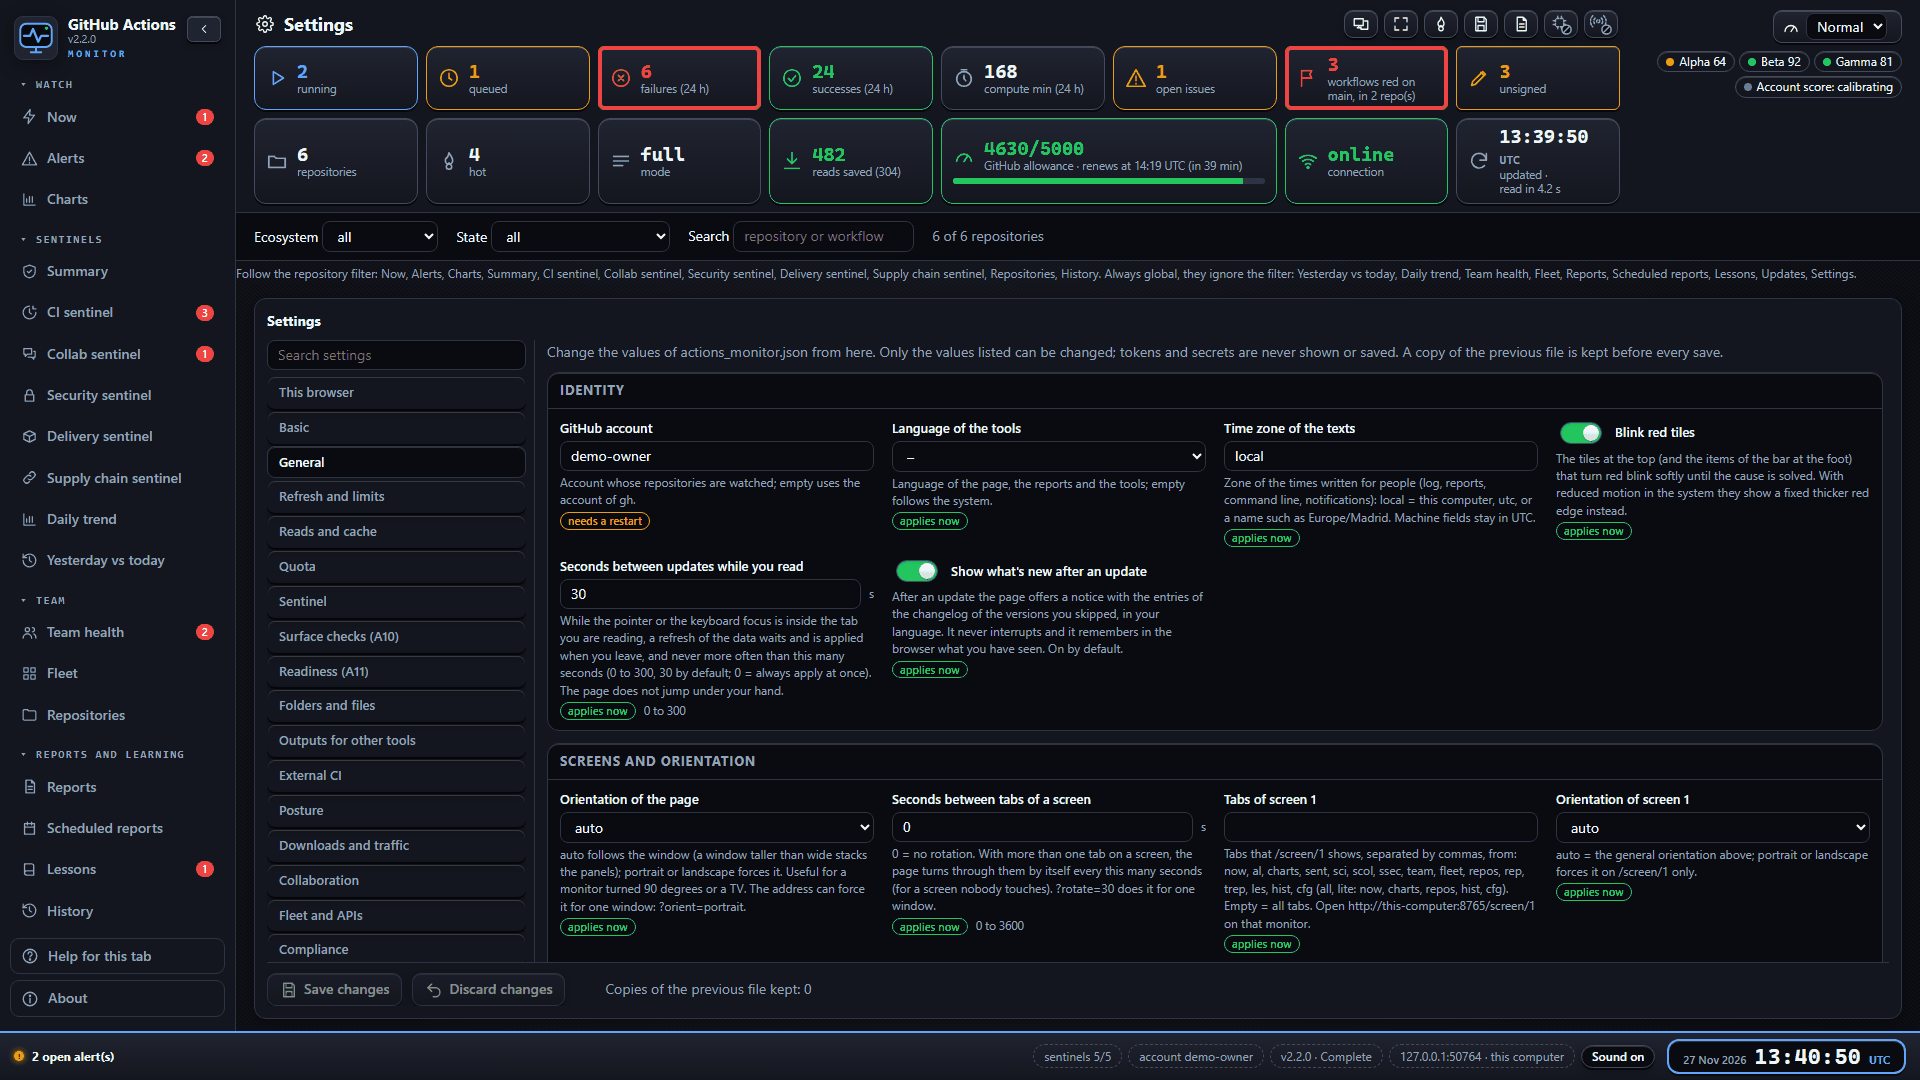 GitHub Actions
v2.2.0
MONITOR
WATCH
Now 1
Alerts 2
Charts
SENTINELS
Summary
CI sentinel 3
Collab sentinel 1
Security sentinel
Delivery sentinel
Supply chain sentinel
Daily trend
Yesterday vs today
TEAM
Team health 2
Fleet
Repositories
REPORTS AND LEARNING
Reports
Scheduled reports
Lessons 1
History
Help for this tab
About
Settings
Normal
2
running
1
queued
6
failures (24 h)
24
successes (24 h)
168
compute min (24 h)
1
open issues
3
workflows red on
main, in 2 repo(s)
3
unsigned
Alpha 64
Beta 92
Gamma 81
Account score: calibrating
6
repositories
4
hot
full
mode
482
reads saved (304)
4630/5000
GitHub allowance · renews at 14:19 UTC (in 39 min)
online
connection
13:39:50
UTC
updated ·
read in 4.2 s
Ecosystem all
State all
Search repository or workflow
6 of 6 repositories
Follow the repository filter: Now, Alerts, Charts, Summary, CI sentinel, Collab sentinel, Security sentinel, Delivery sentinel, Supply chain sentinel, Repositories, History. Always global, they ignore the filter: Yesterday vs today, Daily trend, Team health, Fleet, Reports, Scheduled reports, Lessons, Updates, Settings.
Settings
Search settings
This browser
Basic
General
Refresh and limits
Reads and cache
Quota
Sentinel
Surface checks (A10)
Readiness (A11)
Folders and files
Outputs for other tools
External CI
Posture
Downloads and traffic
Collaboration
Fleet and APIs
Compliance
Change the values of actions_monitor.json from here. Only the values listed can be changed; tokens and secrets are never shown or saved. A copy of the previous file is kept before every save.
IDENTITY
GitHub account
demo-owner
Account whose repositories are watched; empty uses the
account of gh.
needs a restart
Language of the tools
–
Language of the page, the reports and the tools; empty
follows the system.
applies now
Time zone of the texts
local
Zone of the times written for people (log, reports,
command line, notifications): local = this computer, utc, or
a name such as Europe/Madrid. Machine fields stay in UTC.
applies now
Blink red tiles
The tiles at the top (and the items of the bar at the foot)
that turn red blink softly until the cause is solved. With
reduced motion in the system they show a fixed thicker red
edge instead.
applies now
Seconds between updates while you read
30 s
While the pointer or the keyboard focus is inside the tab
you are reading, a refresh of the data waits and is applied
when you leave, and never more often than this many
seconds (0 to 300, 30 by default; 0 = always apply at once).
The page does not jump under your hand.
applies now 0 to 300
Show what's new after an update
After an update the page offers a notice with the entries of
the changelog of the versions you skipped, in your
language. It never interrupts and it remembers in the
browser what you have seen. On by default.
applies now
SCREENS AND ORIENTATION
Orientation of the page
auto
auto follows the window (a window taller than wide stacks
the panels); portrait or landscape forces it. Useful for a
monitor turned 90 degrees or a TV. The address can force
it for one window: ?orient=portrait.
applies now
Seconds between tabs of a screen
0 s
0 = no rotation. With more than one tab on a screen, the
page turns through them by itself every this many seconds
(for a screen nobody touches). ?rotate=30 does it for one
window.
applies now 0 to 3600
Tabs of screen 1
Tabs that /screen/1 shows, separated by commas, from:
now, al, charts, sent, sci, scol, ssec, team, fleet, repos, rep,
trep, les, hist, cfg (all, lite: now, charts, repos, hist, cfg).
Empty = all tabs. Open http://this-computer:8765/screen/1
on that monitor.
applies now
Orientation of screen 1
auto
auto = the general orientation above; portrait or landscape
forces it on /screen/1 only.
applies now
Save changes
Discard changes
Copies of the previous file kept: 0
2 open alert(s)
sentinels 5/5
account demo-owner
v2.2.0 · Complete
127.0.0.1:50764 · this computer
Sound on
27 Nov 2026 13:40:50 UTC